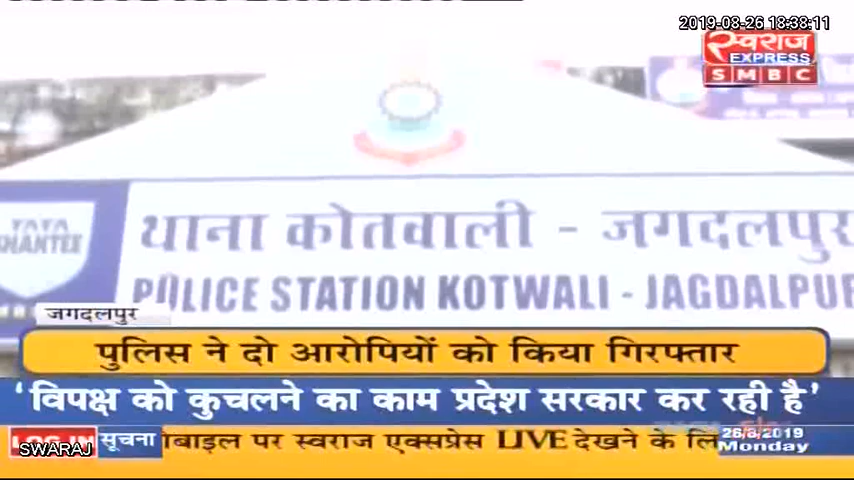 2019-08-26 18:38:11
स्वराज
EXPRESS
SMBC
TATA
थाना कोतवाली - जगदलपुर
POLICE STATION KOTWALI - JAGDALPUR
जगदलपुर
पुलिस ने दो आरोपियों को किया गिरफ्तार
'विपक्ष को कुचलने का काम प्रदेश सरकार कर रही है'
LOG IN
SWARAJ
सूचना
मोबाइल पर स्वराज एक्सप्रेस LIVE देखने के
26/8/2019
Monday